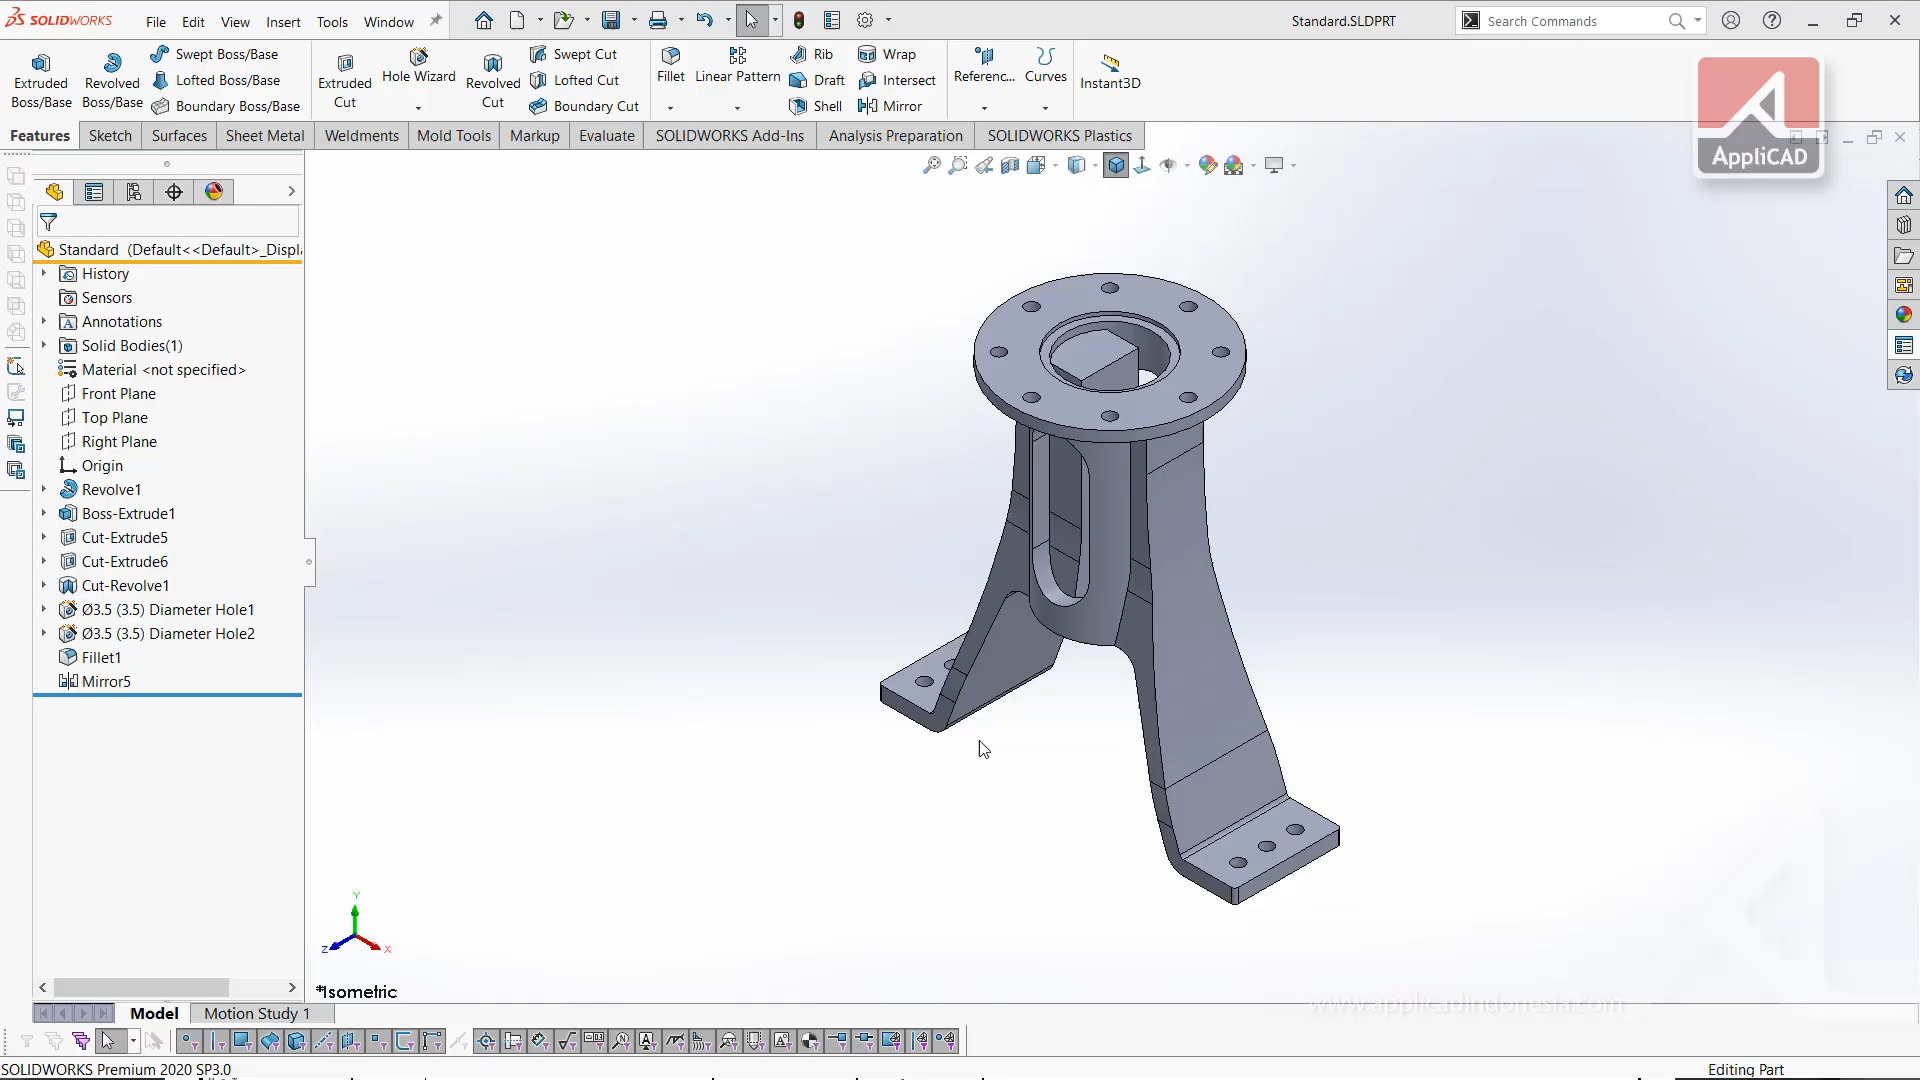 SOLIDWORKS
File Edit View Insert Tools Window
Standard.SLDPRT
Search Commands
Extruded Boss/Base
Revolved Boss/Base
Swept Boss/Base
Lofted Boss/Base
Boundary Boss/Base
Extruded Cut
Hole Wizard
Revolved Cut
Swept Cut
Lofted Cut
Boundary Cut
Fillet
Linear Pattern
Rib
Draft
Shell
Wrap
Intersect
Mirror
Referenc...
Curves
Instant3D
AppliCAD
Features Sketch Surfaces Sheet Metal Weldments Mold Tools Markup Evaluate SOLIDWORKS Add-Ins Analysis Preparation SOLIDWORKS Plastics
Standard (Default<<Default>_Displ
History
Sensors
Annotations
Solid Bodies(1)
Material <not specified>
Front Plane
Top Plane
Right Plane
Origin
Revolve1
Boss-Extrude1
Cut-Extrude5
Cut-Extrude6
Cut-Revolve1
Ø3.5 (3.5) Diameter Hole1
Ø3.5 (3.5) Diameter Hole2
Fillet1
Mirror5
Y
Z
X
*Isometric
www.applicadindonesia.com
Model Motion Study 1
SOLIDWORKS Premium 2020 SP3.0
Editing Part